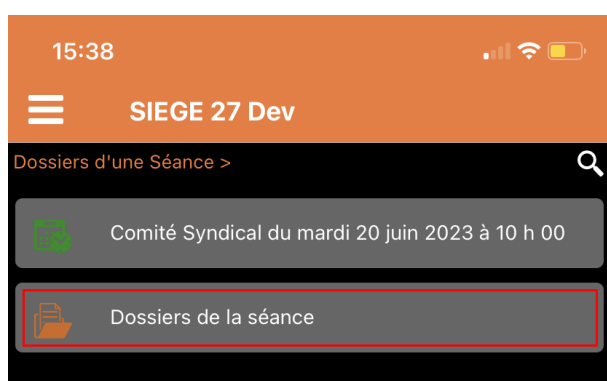 15:38
SIEGE 27 Dev
Dossiers d'une Séance >
Comité Syndical du mardi 20 juin 2023 à 10 h 00
Dossiers de la séance